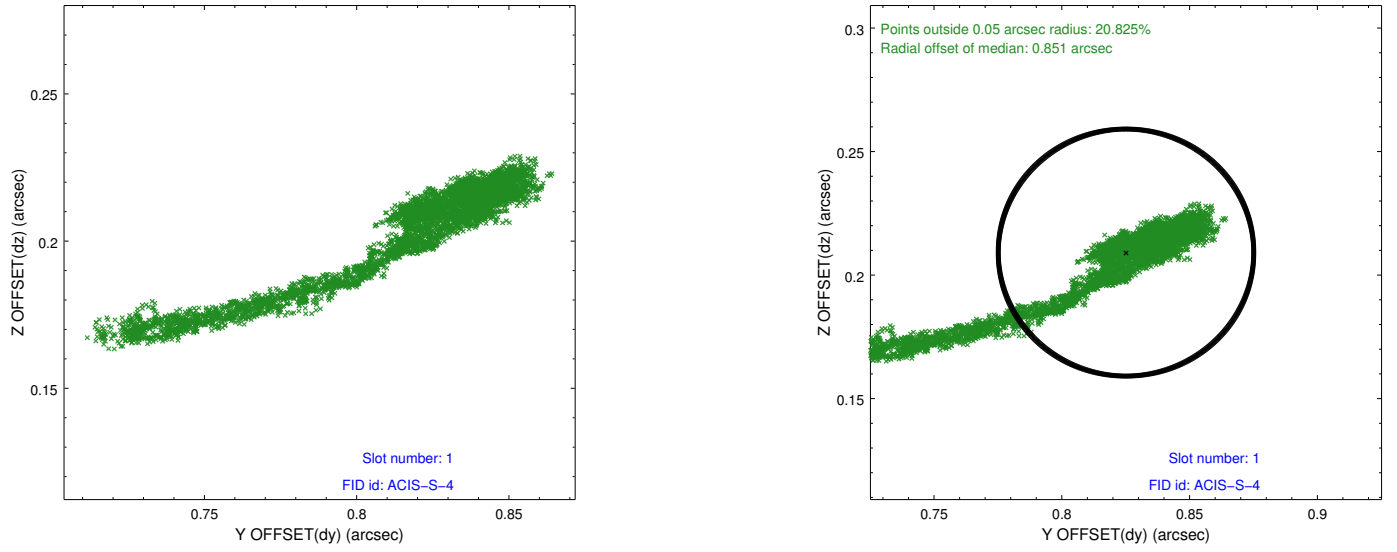 0.25
0.2
0.15
Z OFFSET(dz) (arcsec)
0.75
0.8
0.85
Y OFFSET(dy) (arcsec)
Slot number: 1
FID id: ACIS−S−4
Points outside 0.05 arcsec radius: 20.825%
Radial offset of median: 0.851 arcsec
0.3
0.25
0.2
0.15
Z OFFSET(dz) (arcsec)
Slot number: 1
FID id: ACIS−S−4
0.75
0.8
0.85
0.9
Y OFFSET(dy) (arcsec)